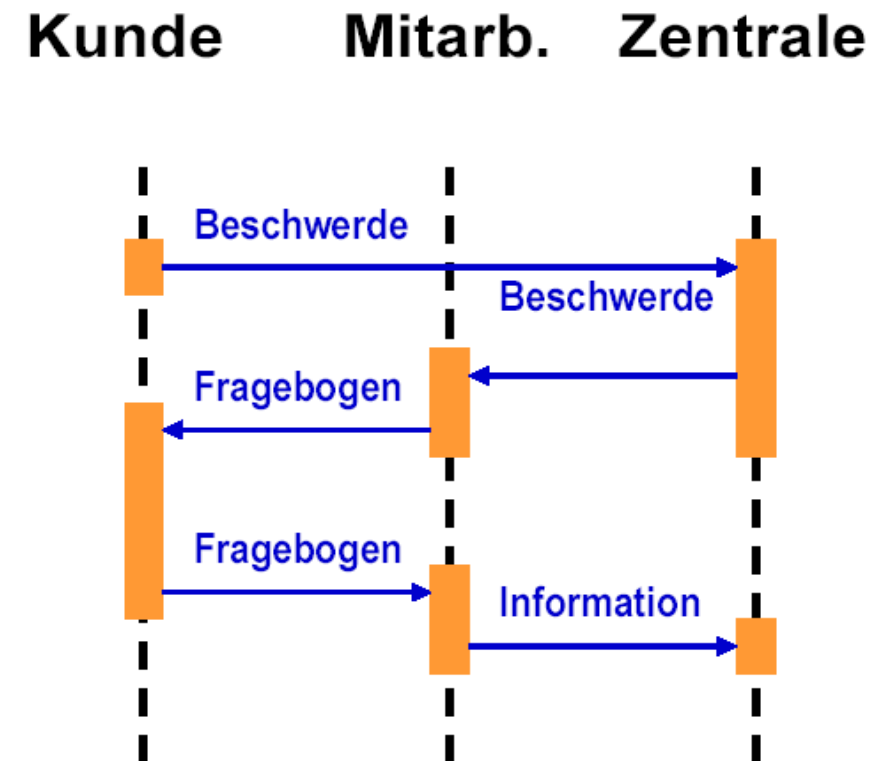 Kunde Mitarb. Zentrale
Beschwerde
Beschwerde
Fragebogen
Fragebogen
Information